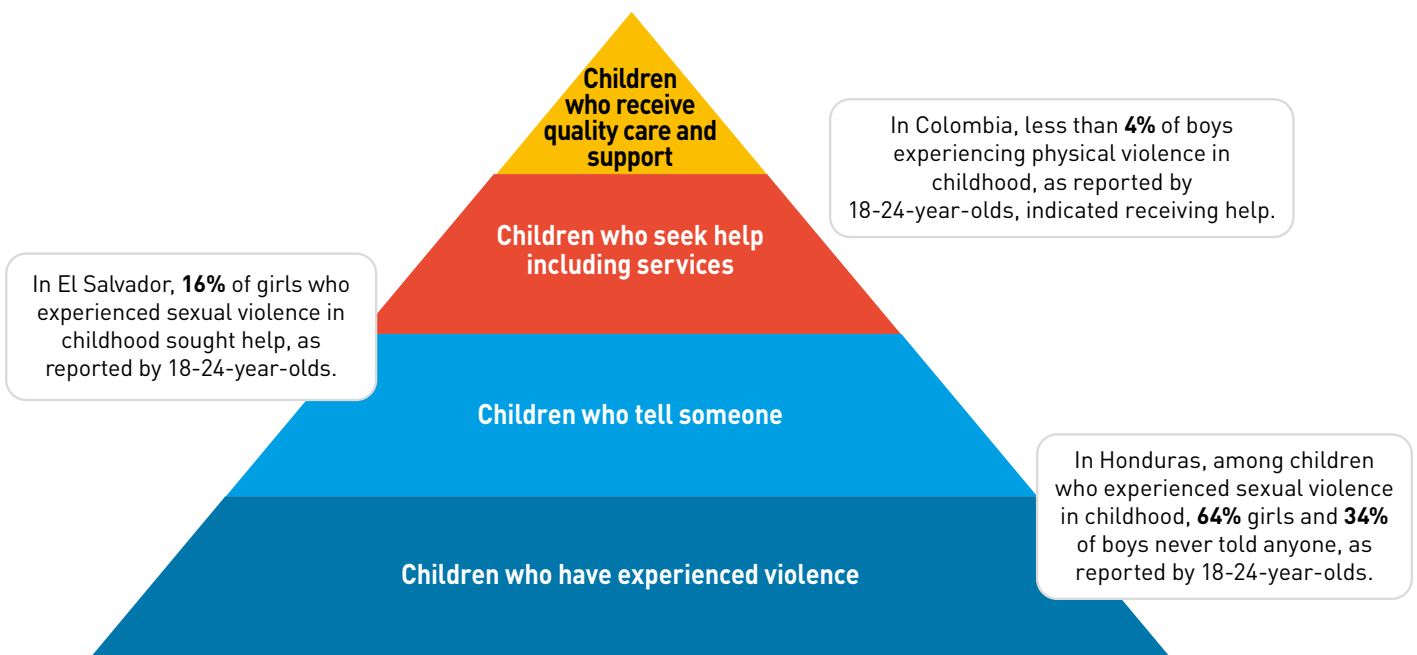 Children
who receive
quality care and
support
In Colombia, less than 4% of boys
experiencing physical violence in
childhood, as reported by
18-24-year-olds, indicated receiving help.
Children who seek help
including services
In El Salvador, 16% of girls who
experienced sexual violence in
childhood sought help, as
reported by 18-24-year-olds.
Children who tell someone
In Honduras, among children
who experienced sexual violence
in childhood, 64% girls and 34%
of boys never told anyone, as
reported by 18-24-year-olds.
Children who have experienced violence